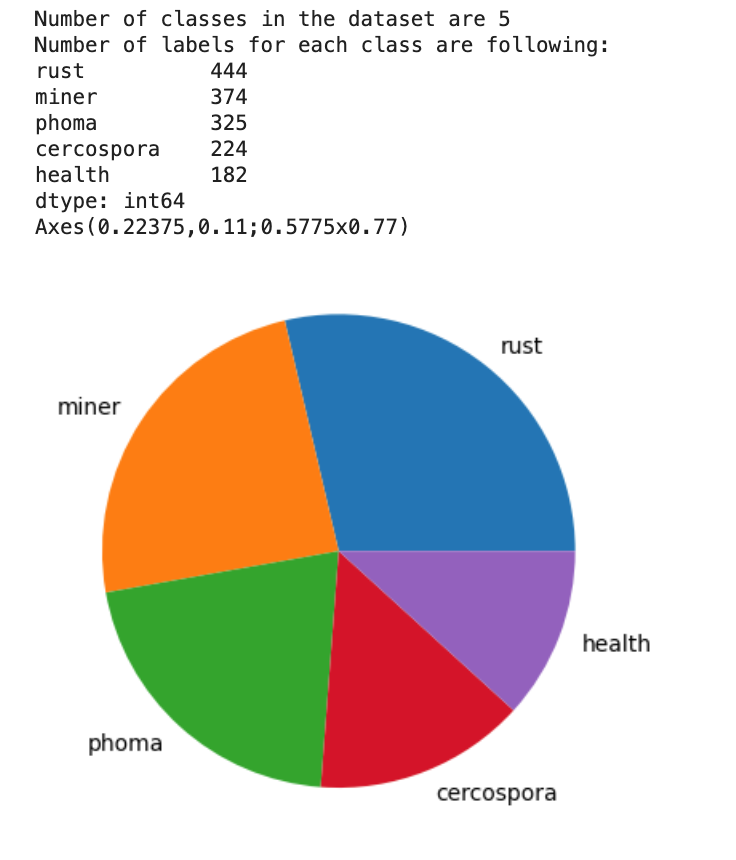 Number of classes in the dataset are 5
Number of labels for each class are following:
rust          444
miner         374
phoma         325
cercospora    224
health        182
dtype: int64
Axes(0.22375,0.11;0.5775x0.77)
rust
miner
health
phoma
cercospora